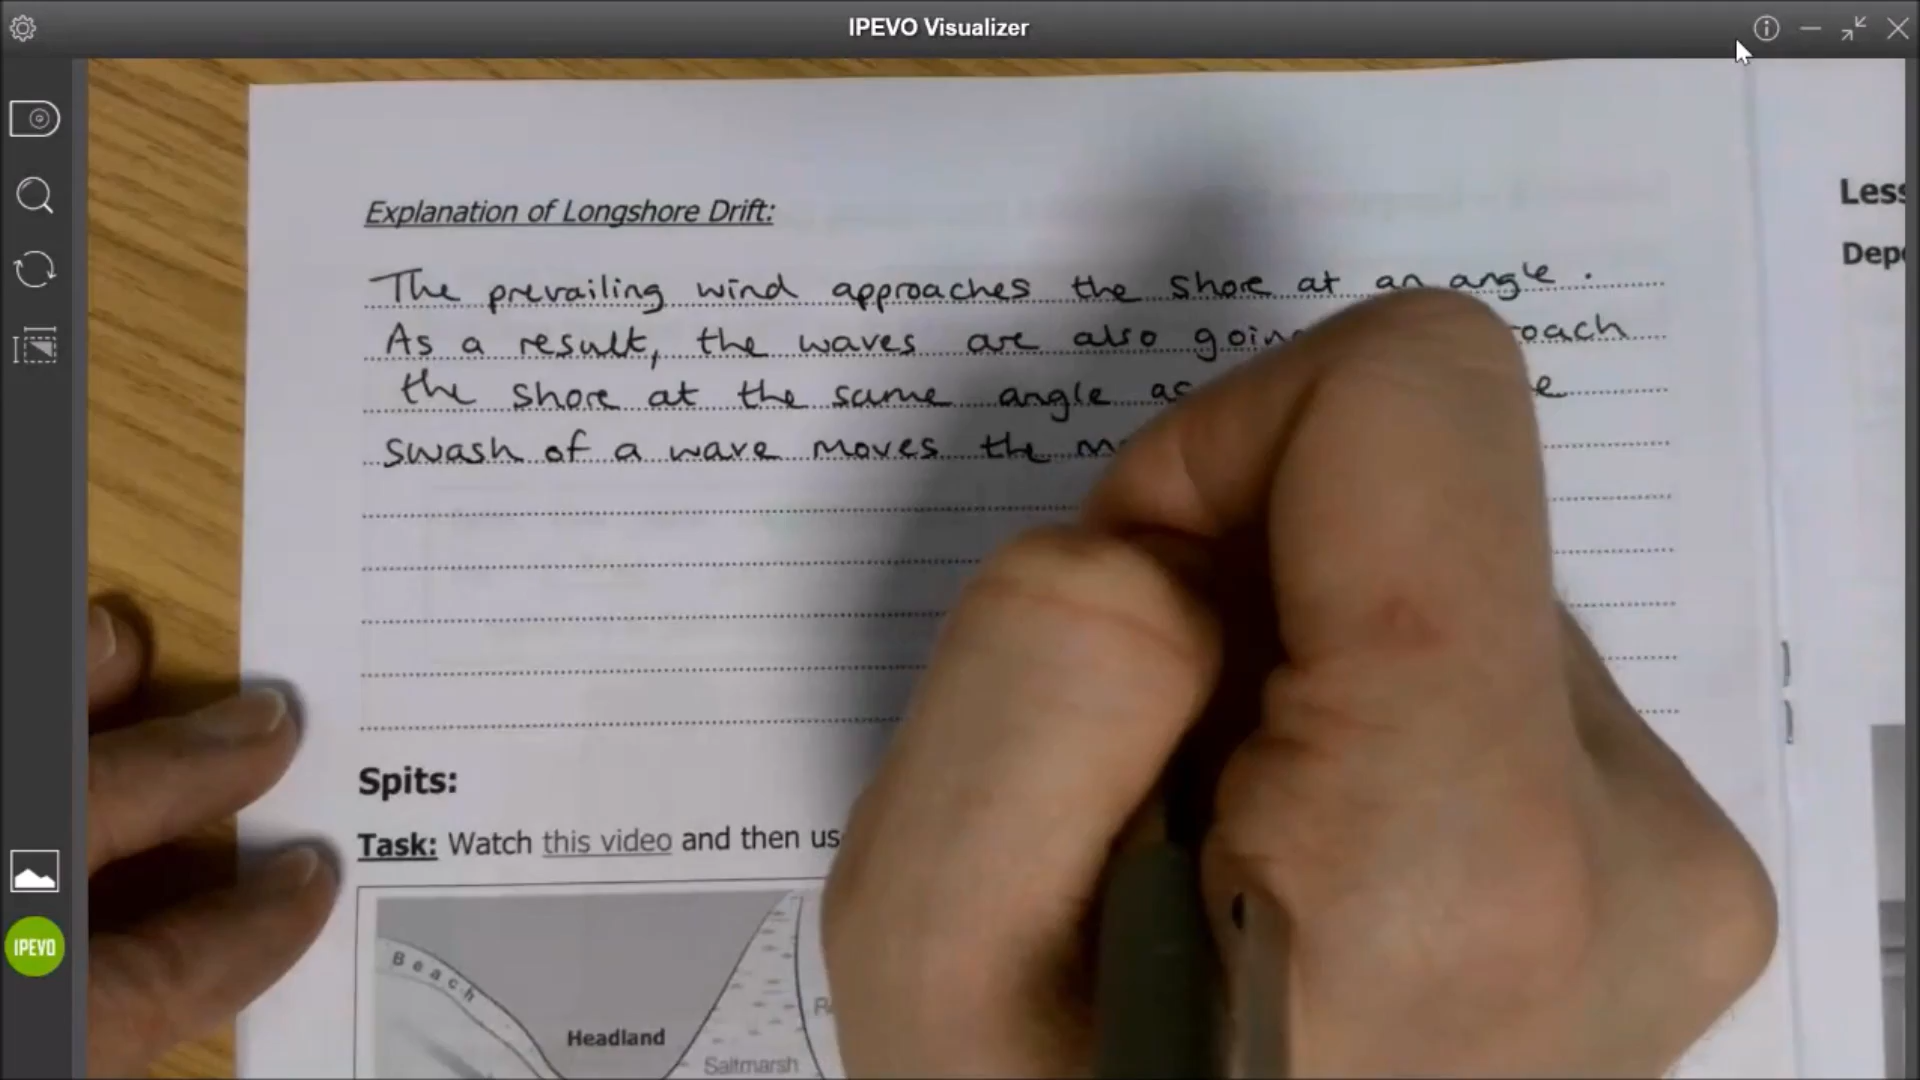 IPEVO Visualizer
Explanation of Longshore Drift:
The prevailing wind approaches the shore at an angle.
As a result, the waves are also
the shore at the same angle as
swash of a wave moves the
Spits:
Task: Watch this video and then
Beach
Headland
Saltmarsh
IPEVO